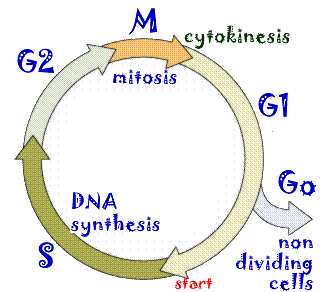 M
cytokinesis
G2
mitosis
G1
Go
DNA
synthesis
non
dividing
cells
S
start